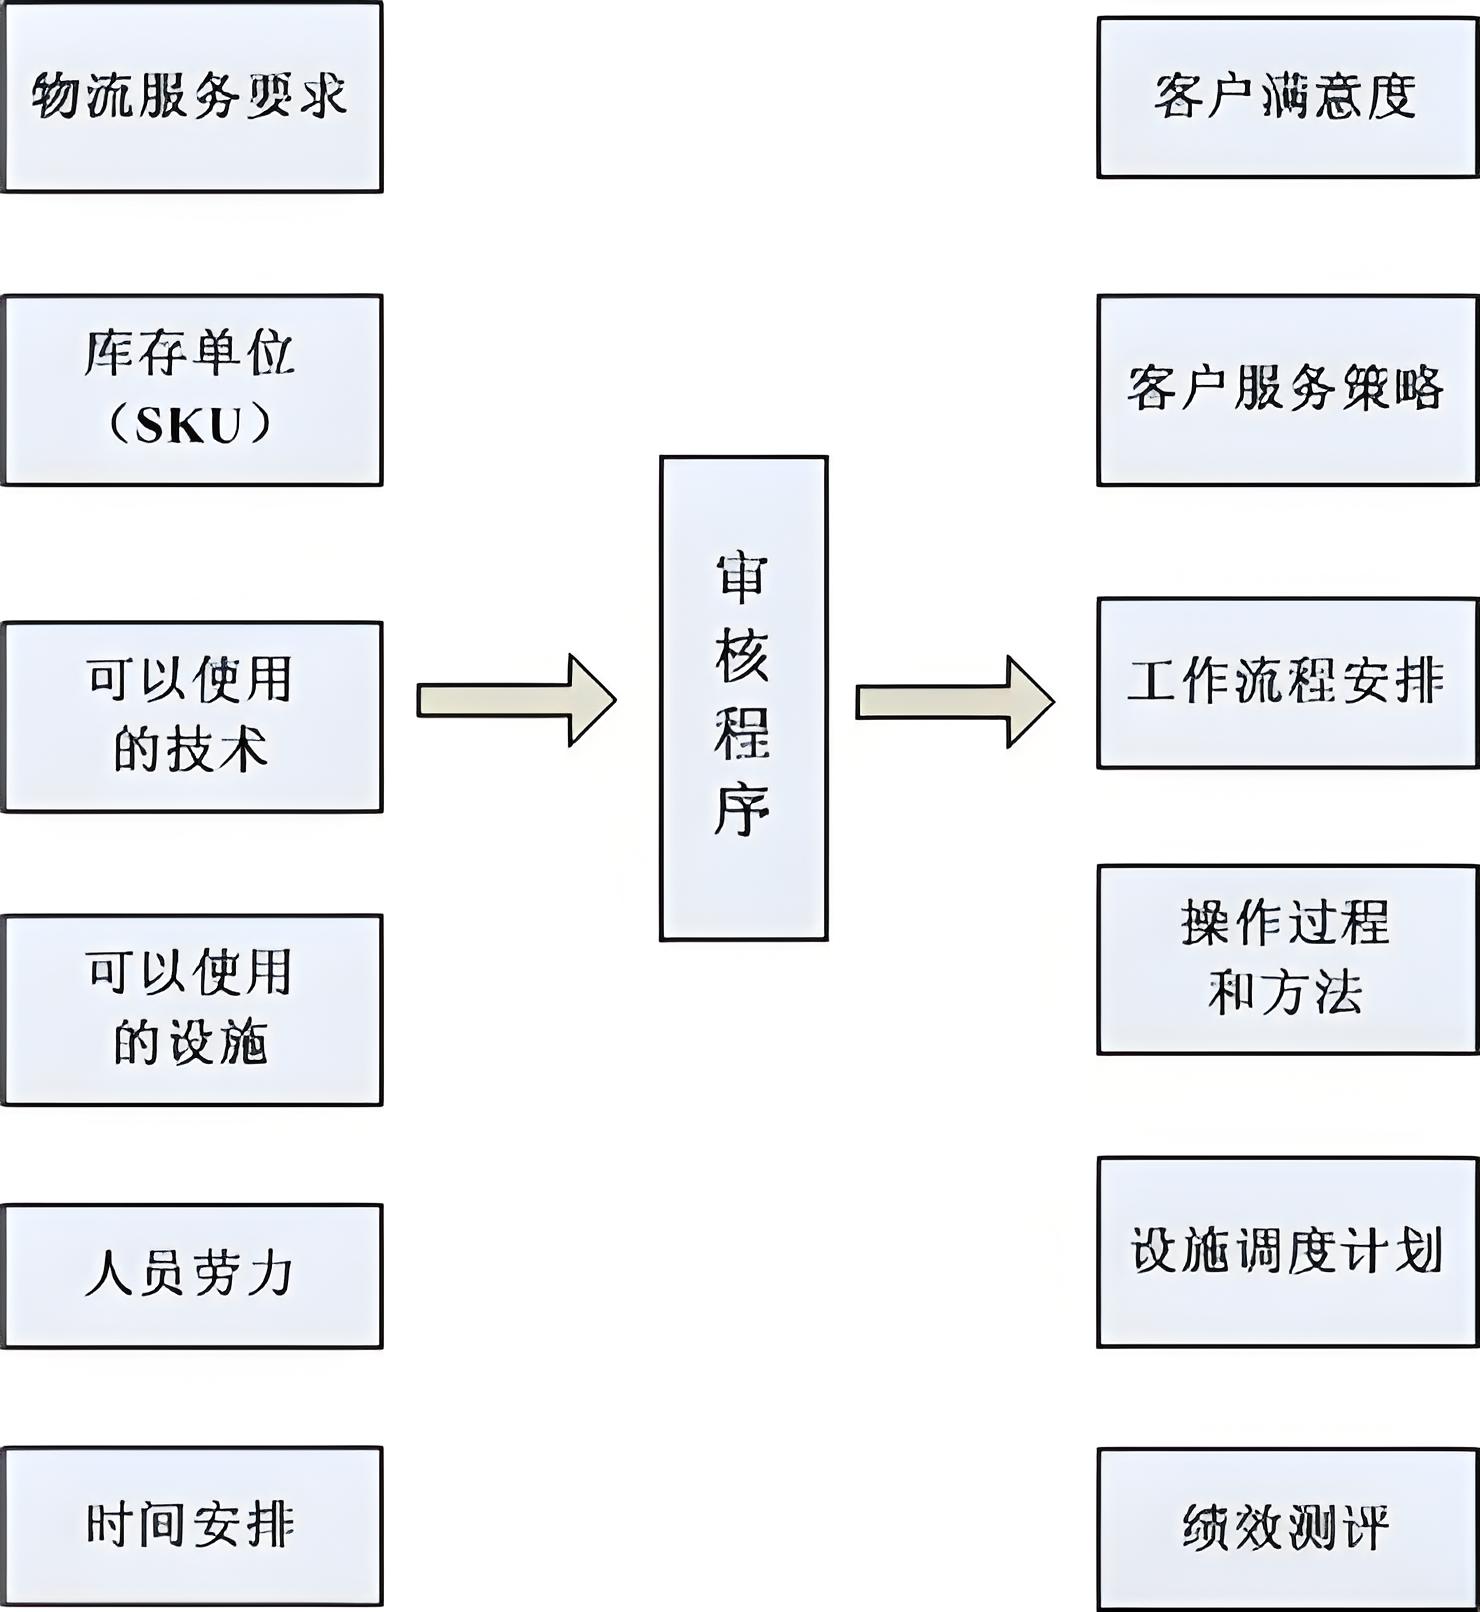 物流服务要求
库存单位
（SKU）
可以使用
的技术
可以使用
的设施
人员劳力
时间安排
审
核
程
序
客户满意度
客户服务策略
工作流程安排
操作过程
和方法
设施调度计划
绩效测评